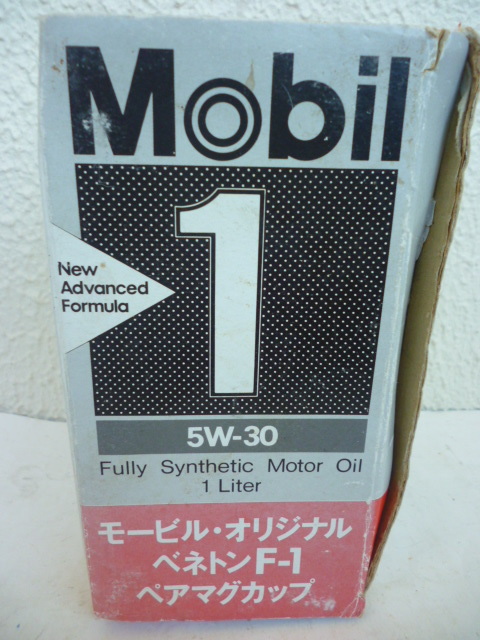 Mobil
1
New
Advanced
Formula
5W-30
Fully Synthetic Motor Oil
1 Liter
モービル・オリジナル
ベネトンF-1
ペアマグカップ